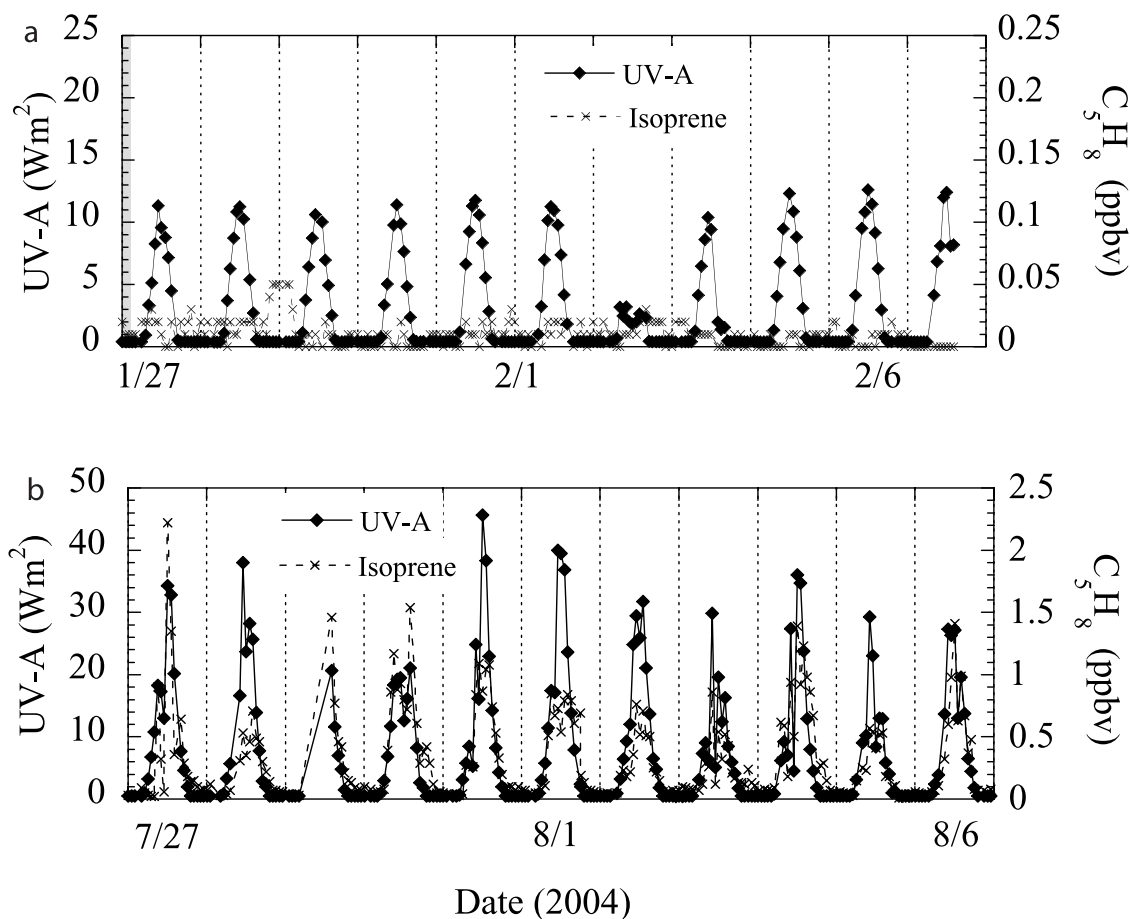 a
25
20
15
10
5
0
UV-A (Wm²)
UV-A
Isoprene
0.25
0.2
0.15
0.1
0.05
0
C₅H₈ (ppbv)
1/27 2/1 2/6
b
50
40
30
20
10
0
UV-A (Wm²)
UV-A
Isoprene
2.5
2
1.5
1
0.5
0
C₅H₈ (ppbv)
7/27 8/1 8/6
Date (2004)